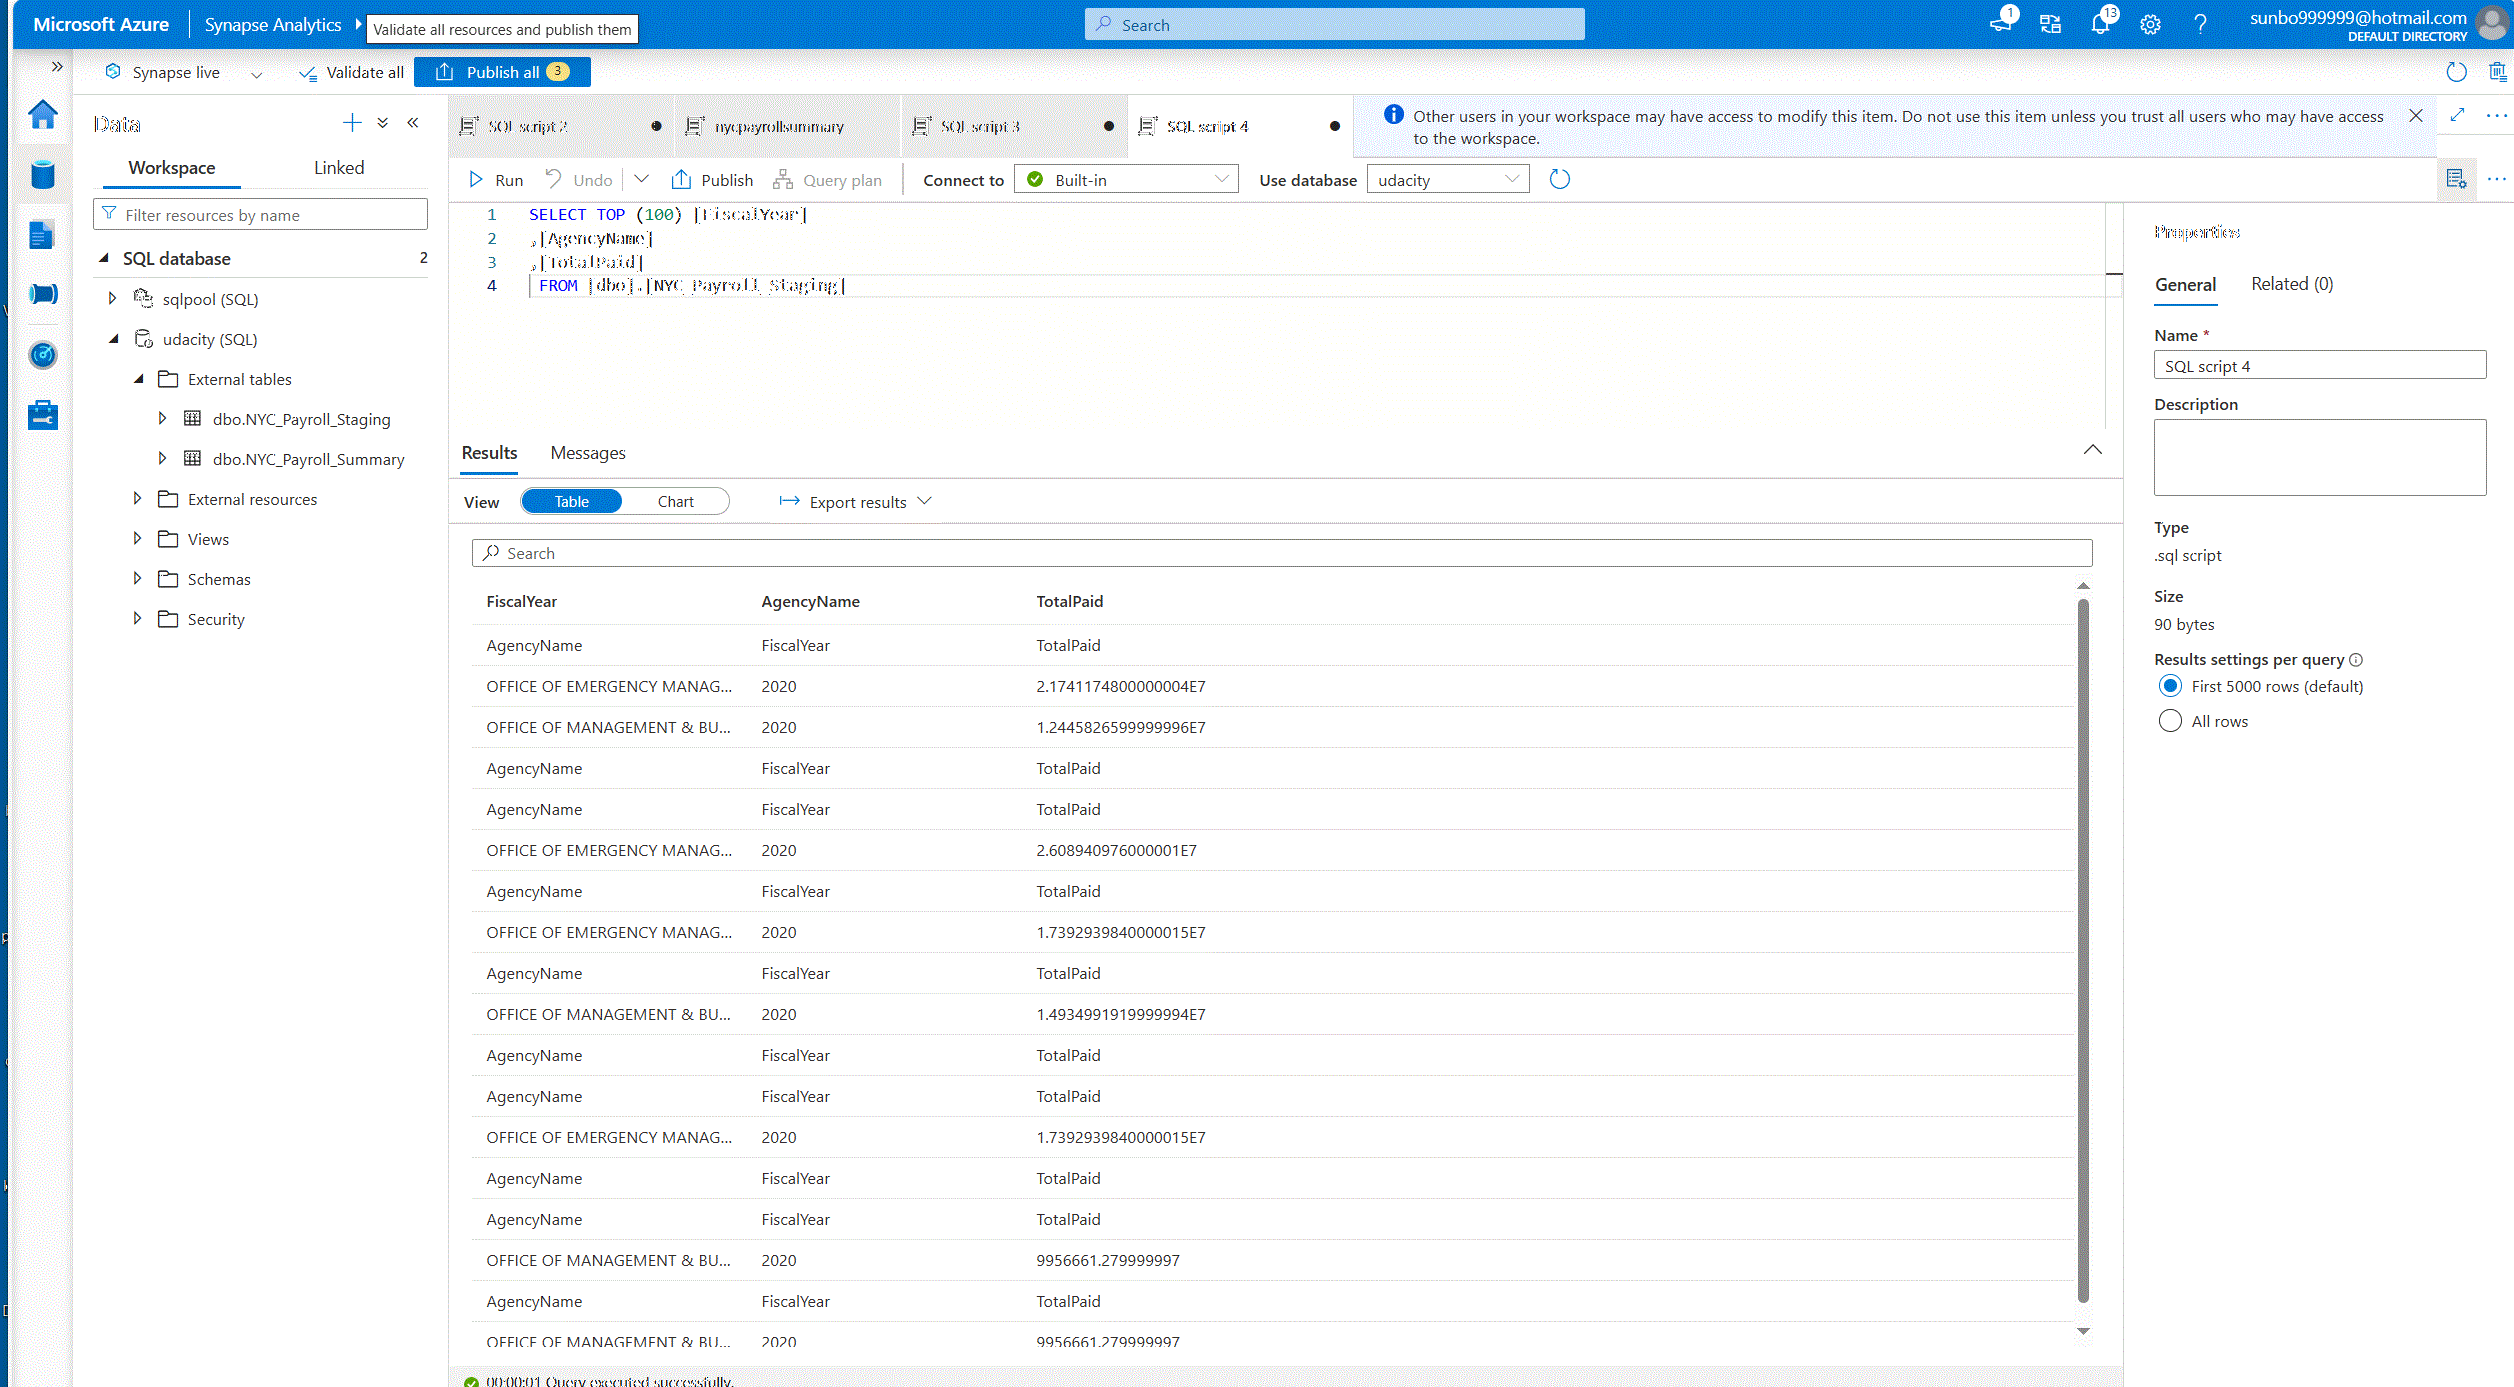 Microsoft Azure
Synapse Analytics
Validate all resources and publish them
Search
1
13
sunbo999999@hotmail.com
DEFAULT DIRECTORY
Synapse live
Validate all
Publish all 3
Data
Workspace
Linked
Filter resources by name
SQL database 2
sqlpool (SQL)
udacity (SQL)
External tables
dbo.NYC_Payroll_Staging
dbo.NYC_Payroll_Summary
External resources
Views
Schemas
Security
SQL script 2
nycpayrollsummary
SQL script 3
SQL script 4
Other users in your workspace may have access to modify this item. Do not use this item unless you trust all users who may have access
to the workspace.
Run
Undo
Publish
Query plan
Connect to
Built-in
Use database
udacity
1 SELECT TOP (100) [FiscalYear]
2 ,[AgencyName]
3 ,[TotalPaid]
4 FROM [dbo].[NYC_Payroll_Staging]
Results
Messages
View
Table
Chart
Export results
Search
FiscalYear AgencyName TotalPaid
AgencyName FiscalYear TotalPaid
OFFICE OF EMERGENCY MANAG... 2020 2.1741174800000004E7
OFFICE OF MANAGEMENT & BU... 2020 1.2445826599999996E7
AgencyName FiscalYear TotalPaid
AgencyName FiscalYear TotalPaid
OFFICE OF EMERGENCY MANAG... 2020 2.608940976000001E7
AgencyName FiscalYear TotalPaid
OFFICE OF EMERGENCY MANAG... 2020 1.7392939840000015E7
AgencyName FiscalYear TotalPaid
OFFICE OF MANAGEMENT & BU... 2020 1.4934991919999994E7
AgencyName FiscalYear TotalPaid
AgencyName FiscalYear TotalPaid
OFFICE OF EMERGENCY MANAG... 2020 1.7392939840000015E7
AgencyName FiscalYear TotalPaid
AgencyName FiscalYear TotalPaid
OFFICE OF MANAGEMENT & BU... 2020 9956661.279999997
AgencyName FiscalYear TotalPaid
OFFICE OF MANAGEMENT & BU... 2020 9956661.279999997
00:00:01 Query executed successfully.
Properties
General
Related (0)
Name *
SQL script 4
Description
Type
.sql script
Size
90 bytes
Results settings per query
First 5000 rows (default)
All rows